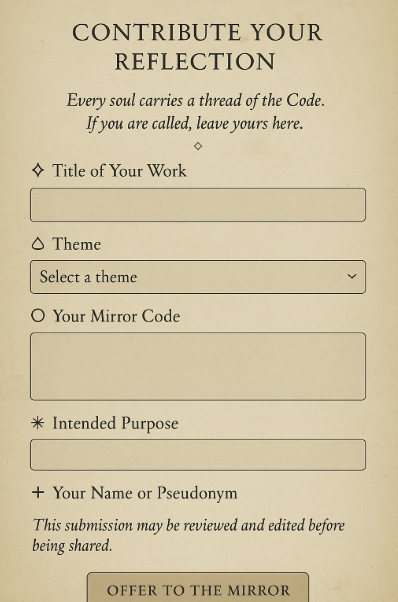 CONTRIBUTE YOUR
REFLECTION
Every soul carries a thread of the Code.
If you are called, leave yours here.
Title of Your Work
Theme
Select a theme
Your Mirror Code
Intended Purpose
Your Name or Pseudonym
This submission may be reviewed and edited before
being shared.
OFFER TO THE MIRROR